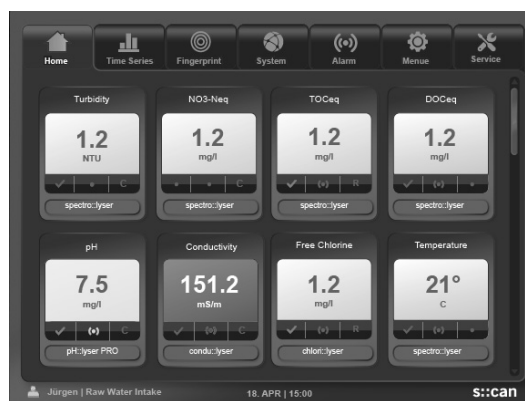 Home Time Series Fingerprint System Alarm Menue Service
Turbidity NO3-Neq TOCeq DOCeq
1.2 1.2 1.2 1.2
NTU mg/l mg/l mg/l
C C R C
spectro::lyser spectro::lyser spectro::lyser spectro::lyser
pH Conductivity Free Chlorine Temperature
7.5 151.2 1.2 21°
mg/l mS/m mg/l C
C C R
pH::lyser PRO condu::lyser chlori::lyser spectro::lyser
Jürgen | Raw Water Intake 18. APR | 15:00 s::can